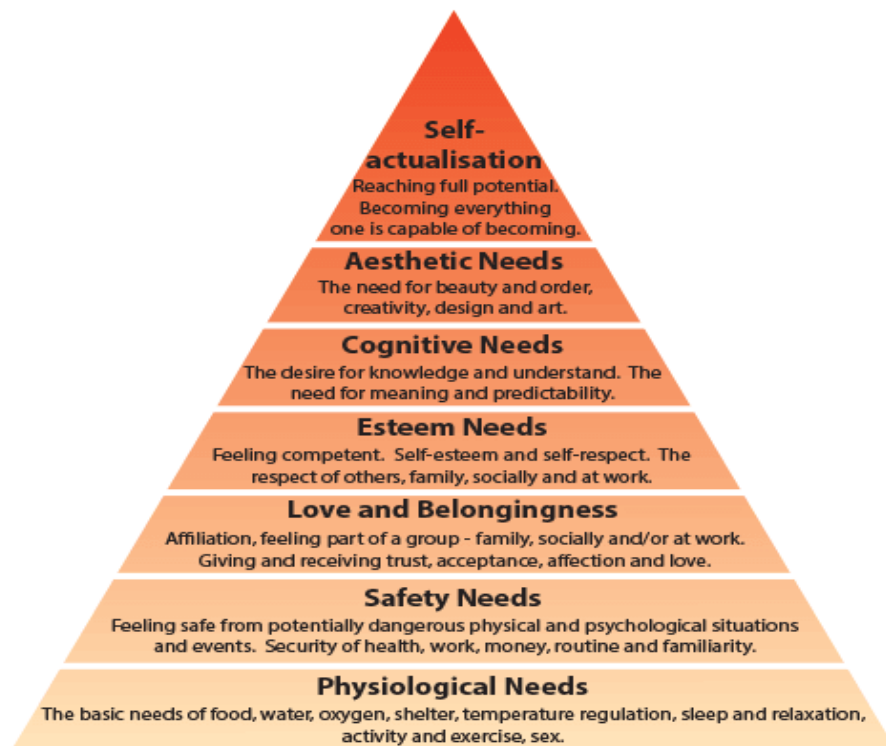 Self-
actualisation
Reaching full potential.
Becoming everything
one is capable of becoming.
Aesthetic Needs
The need for beauty and order,
creativity, design and art.
Cognitive Needs
The desire for knowledge and understand. The
need for meaning and predictability.
Esteem Needs
Feeling competent. Self-esteem and self-respect. The
respect of others, family, socially and at work.
Love and Belongingness
Affiliation, feeling part of a group - family, socially and/or at work.
Giving and receiving trust, acceptance, affection and love.
Safety Needs
Feeling safe from potentially dangerous physical and psychological situations
and events. Security of health, work, money, routine and familiarity.
Physiological Needs
The basic needs of food, water, oxygen, shelter, temperature regulation, sleep and relaxation,
activity and exercise, sex.